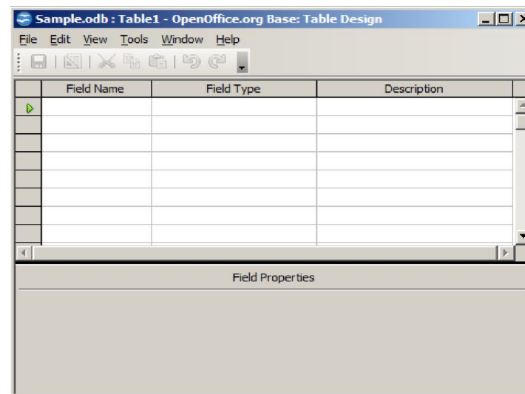 Sample.odb : Table1 - OpenOffice.org Base: Table Design
File Edit View Tools Window Help
Field Name Field Type Description
Field Properties